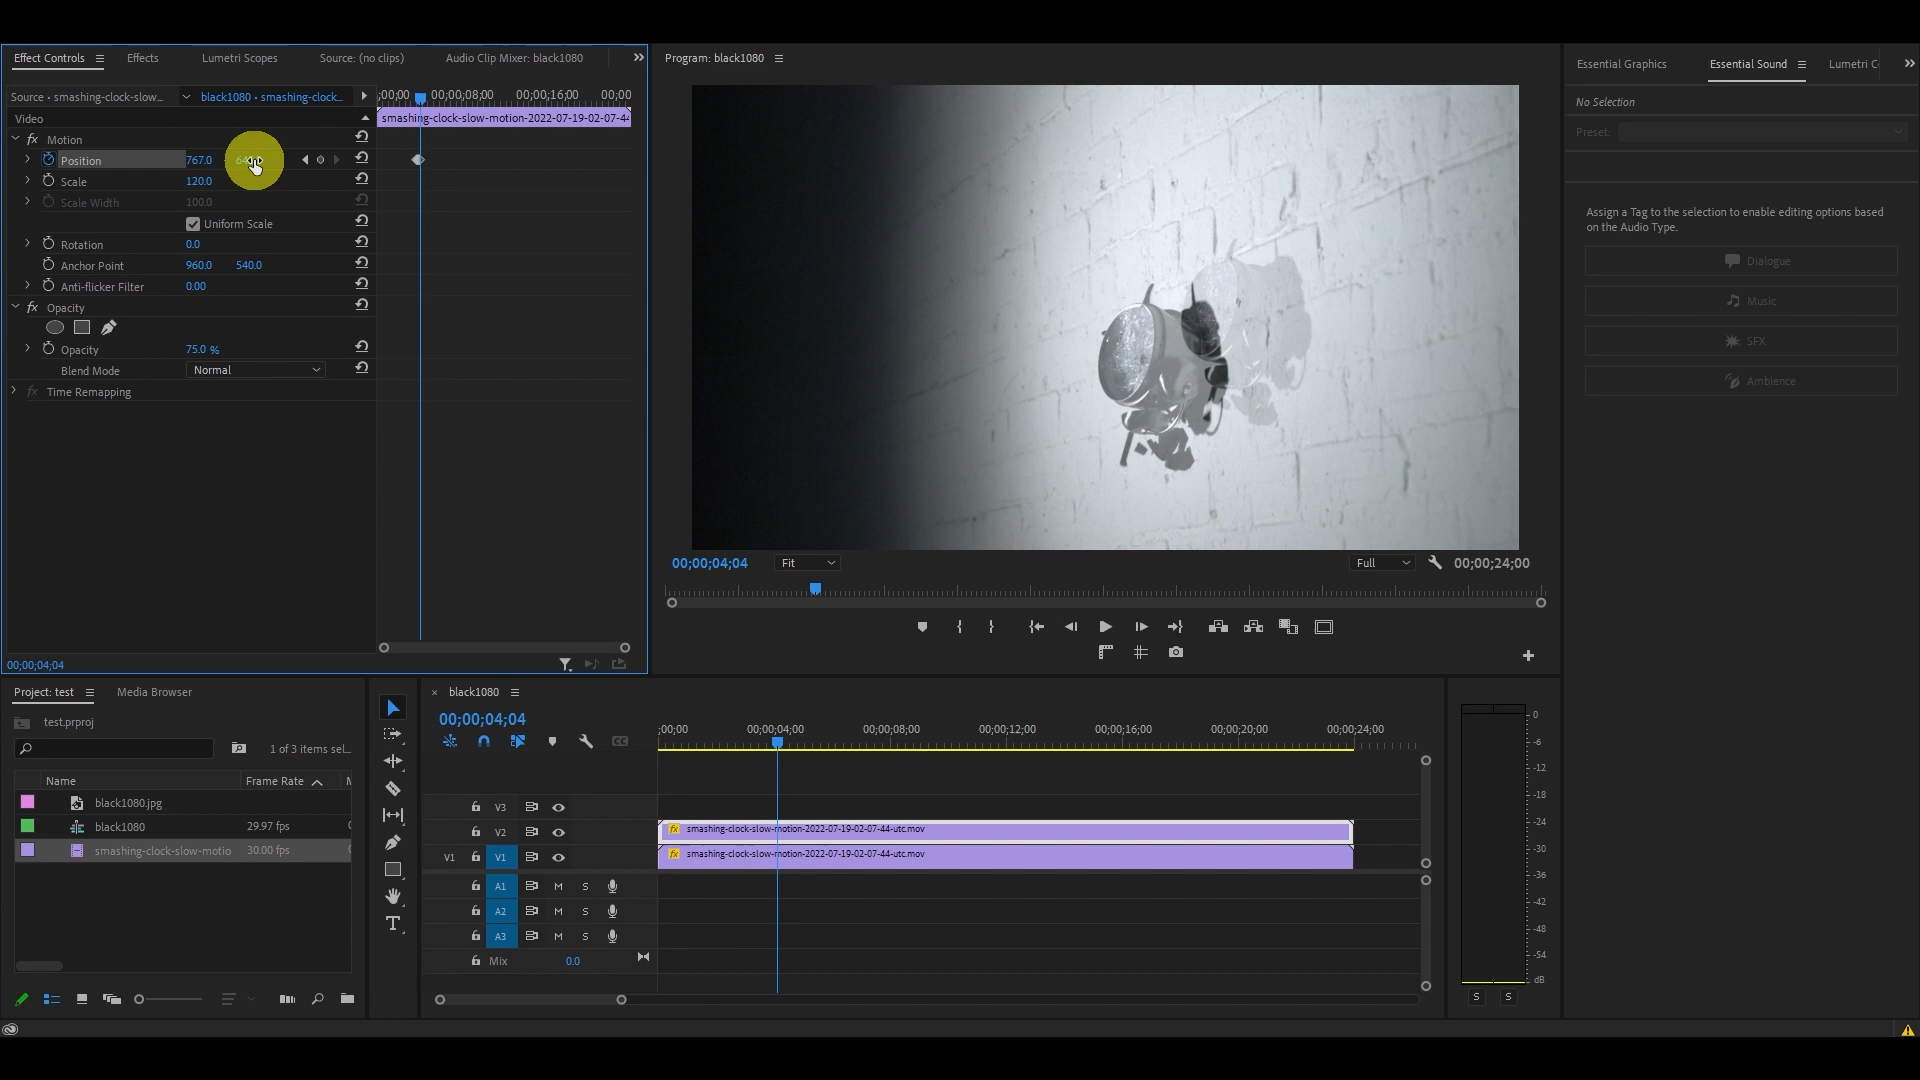 Effect Controls
Effects
Lumetri Scopes
Source: (no clips)
Audio Clip Mixer: black1080
Source • smashing-clock-slow...
black1080 • smashing-clock...
;00;00
00;00;08;00
00;00;16;00
00;00
Video
smashing-clock-slow-motion-2022-07-19-02-07-44
fx Motion
Position 767.0
Scale 120.0
Scale Width 100.0
Uniform Scale
Rotation 0.0
Anchor Point 960.0 540.0
Anti-flicker Filter 0.00
fx Opacity
Opacity 75.0 %
Blend Mode Normal
fx Time Remapping
00;00;04;04
Program: black1080
00;00;04;04
Fit
Full
00;00;24;00
Essential Graphics
Essential Sound
Lumetri C
No Selection
Preset:
Assign a Tag to the selection to enable editing options based
on the Audio Type.
Dialogue
Music
SFX
Ambience
Project: test
Media Browser
test.prproj
1 of 3 items sel...
Name
Frame Rate
black1080.jpg
black1080 29.97 fps
smashing-clock-slow-motio 30.00 fps
× black1080
00;00;04;04
;00;00
00;00;04;00
00;00;08;00
00;00;12;00
00;00;16;00
00;00;20;00
00;00;24;00
CC
V3
V2
fx smashing-clock-slow-motion-2022-07-19-02-07-44-utc.mov
V1 V1
fx smashing-clock-slow-motion-2022-07-19-02-07-44-utc.mov
A1 M S
A2 M S
A3 M S
Mix 0.0
0
-6
-12
-18
-24
-30
-36
-42
-48
-54
dB
S S